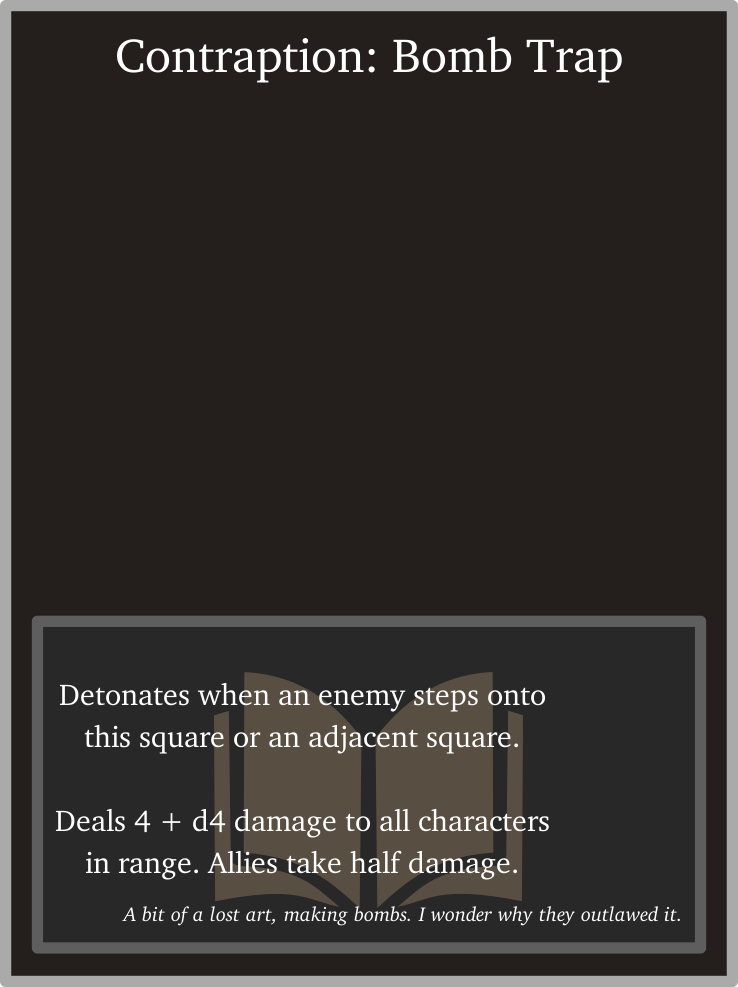 Contraption: Bomb Trap
Detonates when an enemy steps onto
this square or an adjacent square.
Deals 4 + d4 damage to all characters
in range. Allies take half damage.
A bit of a lost art, making bombs. I wonder why they outlawed it.